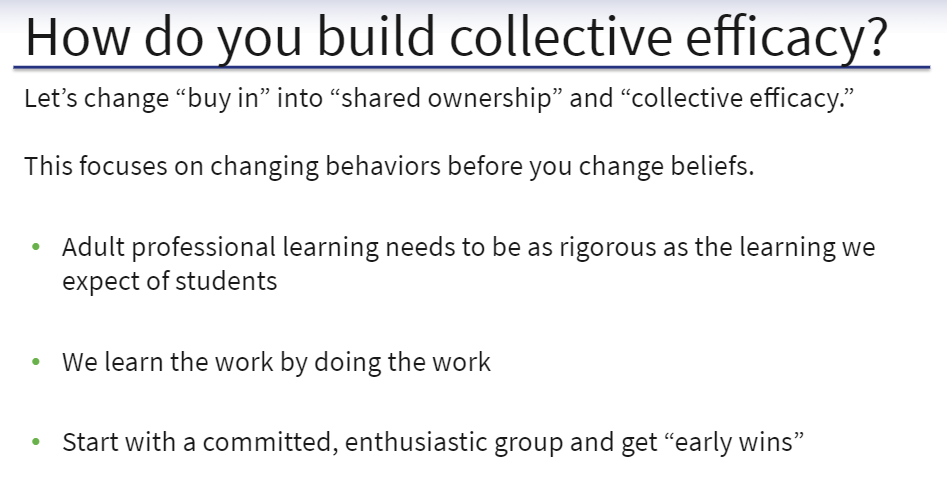 How do you build collective efficacy?
Let’s change “buy in” into “shared ownership” and “collective efficacy.”
This focuses on changing behaviors before you change beliefs.
• Adult professional learning needs to be as rigorous as the learning we
expect of students
• We learn the work by doing the work
• Start with a committed, enthusiastic group and get “early wins”